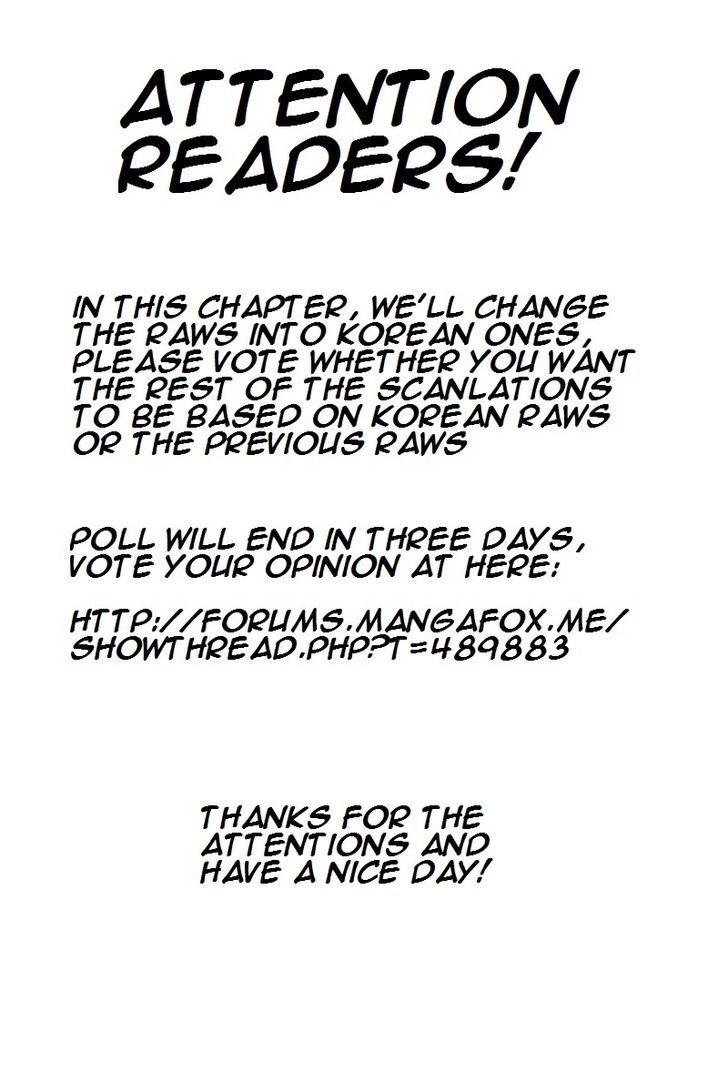 ATTENTION
READERS!
IN THIS CHAPTER, WE'LL CHANGE
THE RAWS INTO KOREAN ONES,
PLEASE VOTE WHETHER YOU WANT
THE REST OF THE SCANLATIONS
TO BE BASED ON KOREAN RAWS
OR THE PREVIOUS RAWS
POLL WILL END IN THREE DAYS,
VOTE YOUR OPINION AT HERE:
HTTP://FORUMS.MANGAFOX.ME/
SHOWTHREAD.PHP?T=489883
THANKS FOR THE
ATTENTIONS AND
HAVE A NICE DAY!